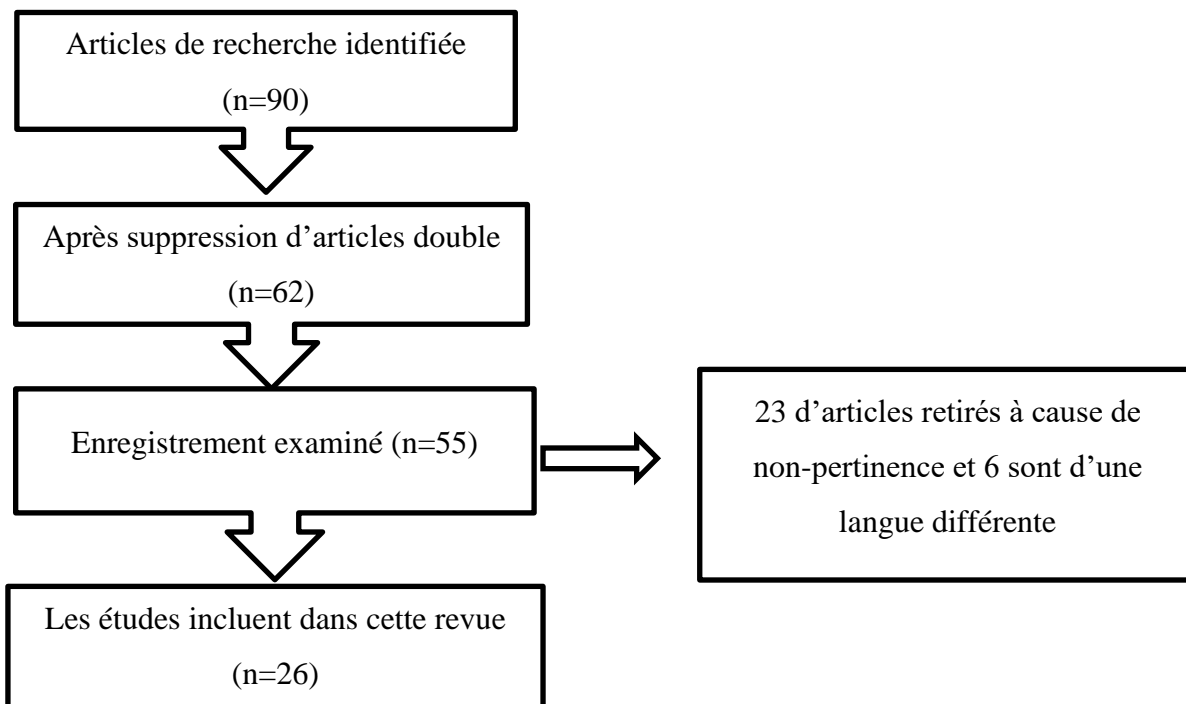 Articles de recherche identifiée
(n=90)
Après suppression d’articles double
(n=62)
Enregistrement examiné (n=55)
23 d’articles retirés à cause de
non-pertinence et 6 sont d’une
langue différente
Les études incluent dans cette revue
(n=26)